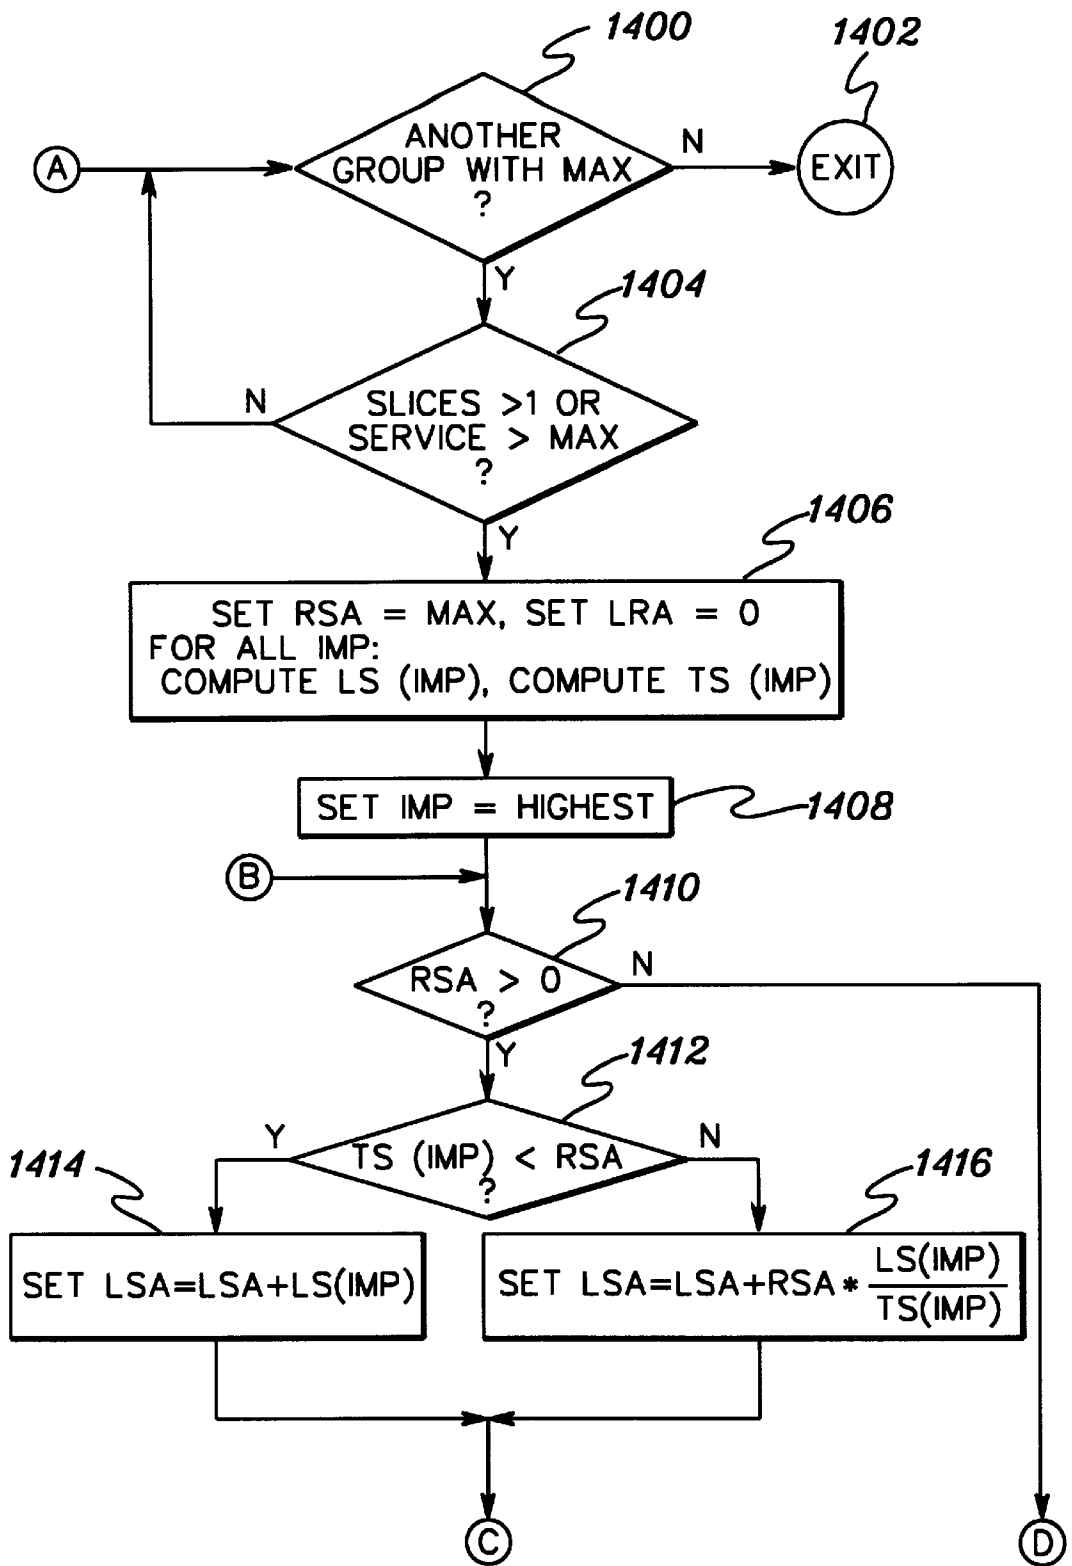 1400
1402
ANOTHER
GROUP WITH MAX
?
A
N
EXIT
Y
1404
N
SLICES >1 OR
SERVICE > MAX
?
Y
1406
SET RSA = MAX, SET LRA = 0
FOR ALL IMP:
COMPUTE LS (IMP), COMPUTE TS (IMP)
SET IMP = HIGHEST
1408
B
1410
RSA > 0
?
N
Y
1412
Y
TS (IMP) < RSA
?
N
1414
1416
SET LSA=LSA+LS(IMP)
SET LSA=LSA+RSA * LS(IMP)
TS(IMP)
C
D